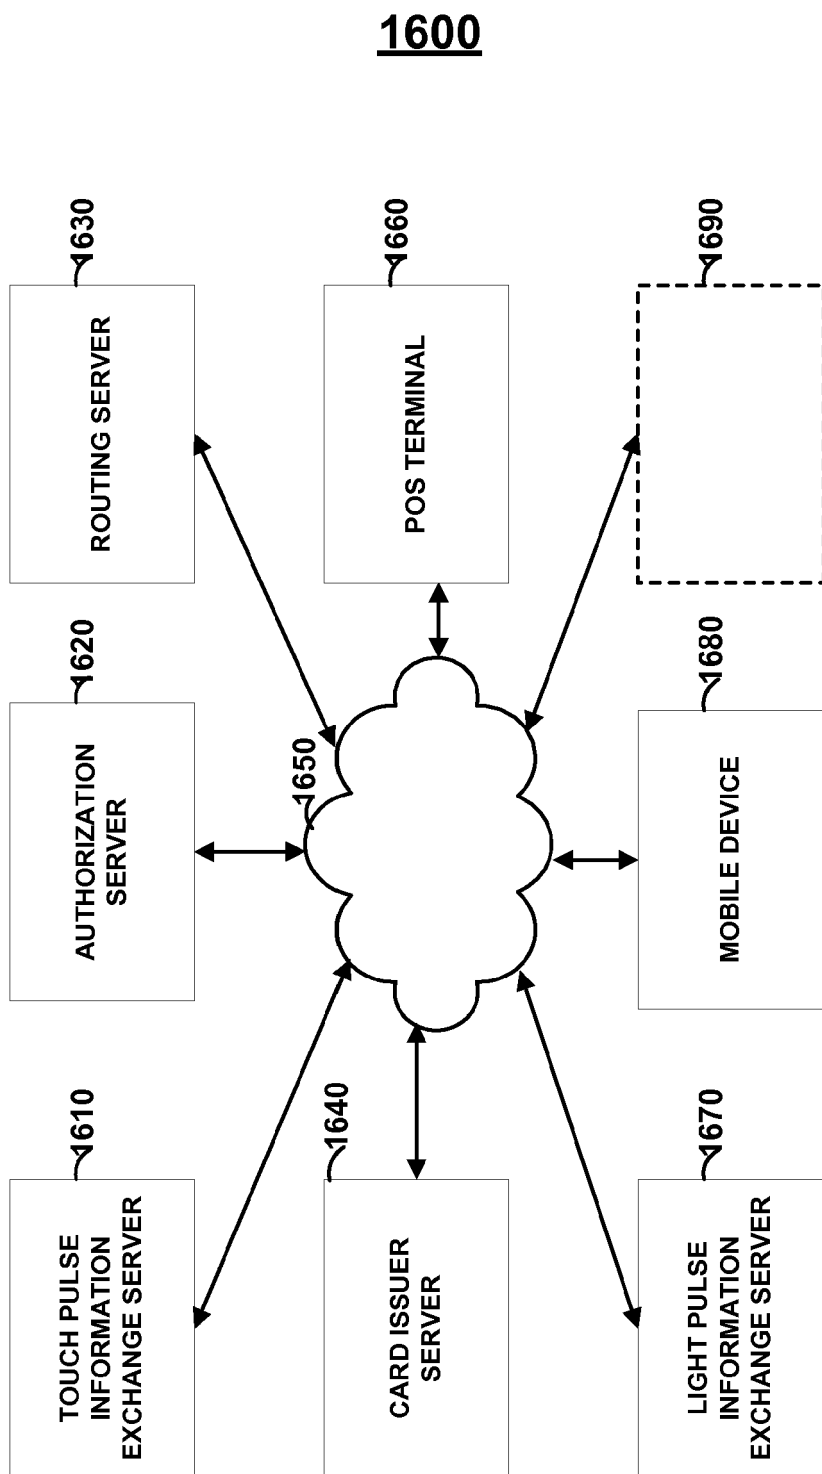 1600
1610
TOUCH PULSE
INFORMATION
EXCHANGE SERVER
1620
AUTHORIZATION
SERVER
1630
ROUTING SERVER
1640
CARD ISSUER
SERVER
1650
1660
POS TERMINAL
1670
LIGHT PULSE
INFORMATION
EXCHANGE SERVER
1680
MOBILE DEVICE
1690